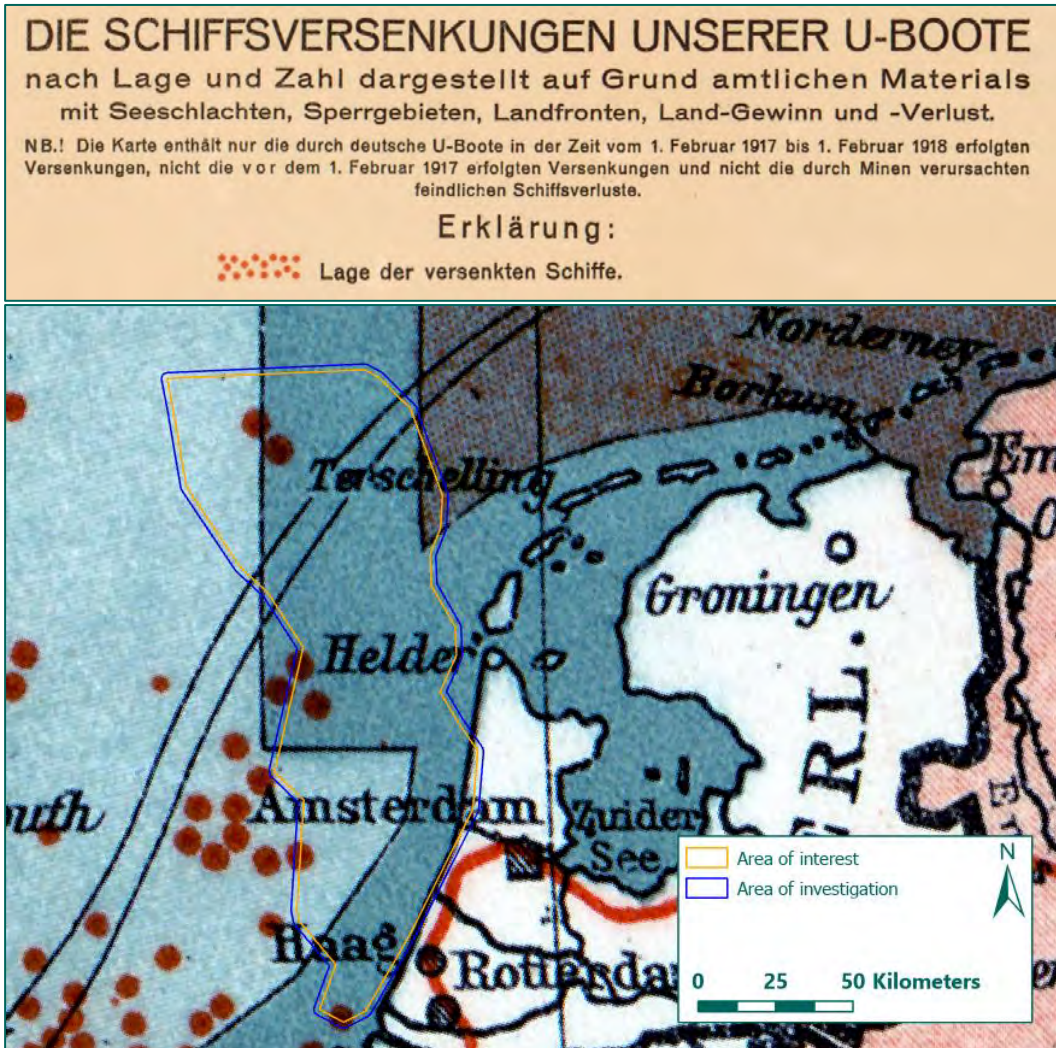 DIE SCHIFFSVERSENKUNGEN UNSERER U-BOOTE
nach Lage und Zahl dargestellt auf Grund amtlichen Materials
mit Seeschlachten, Sperrgebieten, Landfronten, Land-Gewinn und -Verlust.
NB.! Die Karte enthält nur die durch deutsche U-Boote in der Zeit vom 1. Februar 1917 bis 1. Februar 1918 erfolgten
Versenkungen, nicht die vor dem 1. Februar 1917 erfolgten Versenkungen und nicht die durch Minen verursachten
feindlichen Schiffsverluste.
Erklärung:
Lage der versenkten Schiffe.
Norderney
Borkum
Terschelling
Em
Groningen
Helder
ERL.
Amsterdam
outh
Zuider
See
Haag
Rotterda
Area of interest
Area of investigation
N
0 25 50 Kilometers